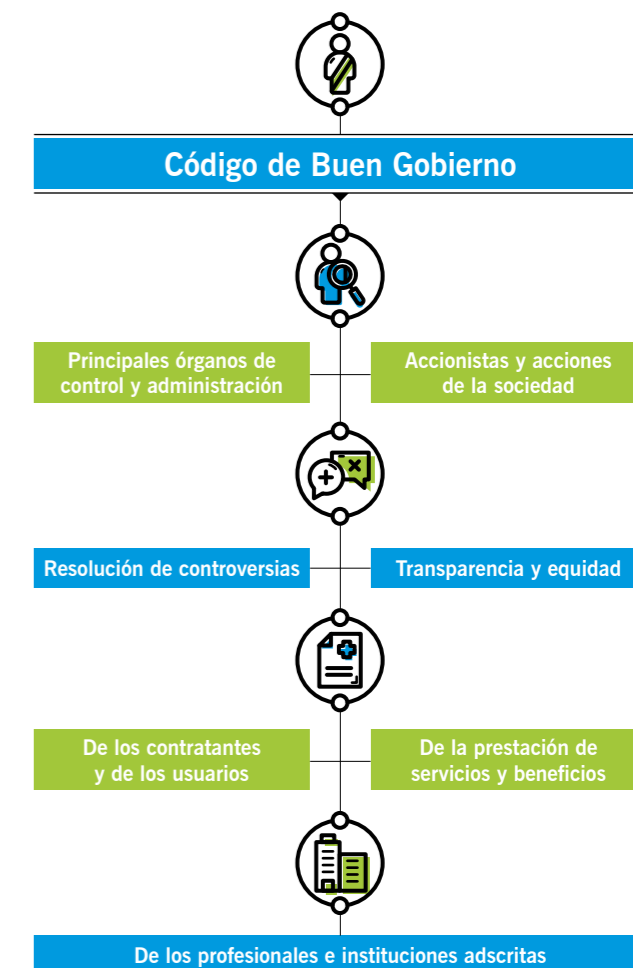 Código de Buen Gobierno
Principales órganos de
control y administración
Accionistas y acciones
de la sociedad
Resolución de controversias
Transparencia y equidad
De los contratantes
y de los usuarios
De la prestación de
servicios y beneficios
De los profesionales e instituciones adscritas